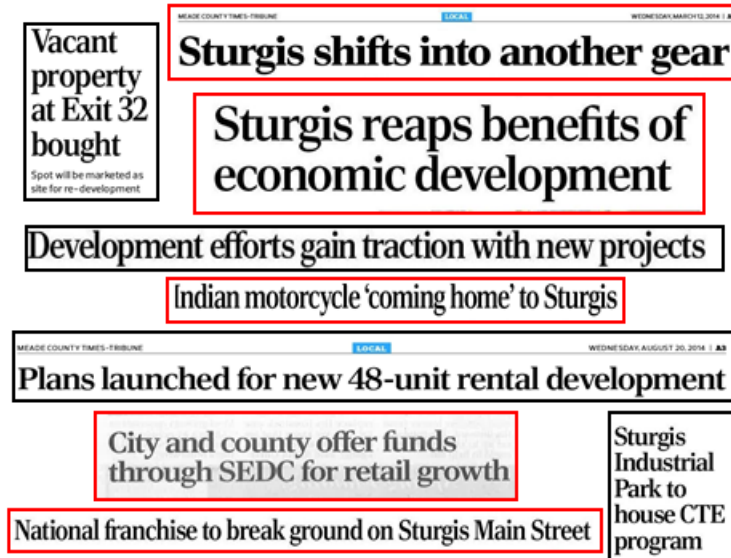 MEADE COUNTY TIMES-TRIBUNE LOCAL WEDNESDAY, MARCH 12, 2014 |
Sturgis shifts into another gear
Vacant
property
at Exit 32
bought
Spot will be marketed as
site for re-development
Sturgis reaps benefits of
economic development
Development efforts gain traction with new projects
Indian motorcycle ‘coming home’ to Sturgis
MEADE COUNTY TIMES-TRIBUNE LOCAL WEDNESDAY, AUGUST 20, 2014 | A3
Plans launched for new 48-unit rental development
City and county offer funds
through SEDC for retail growth
Sturgis
Industrial
Park to
house CTE
program
National franchise to break ground on Sturgis Main Street